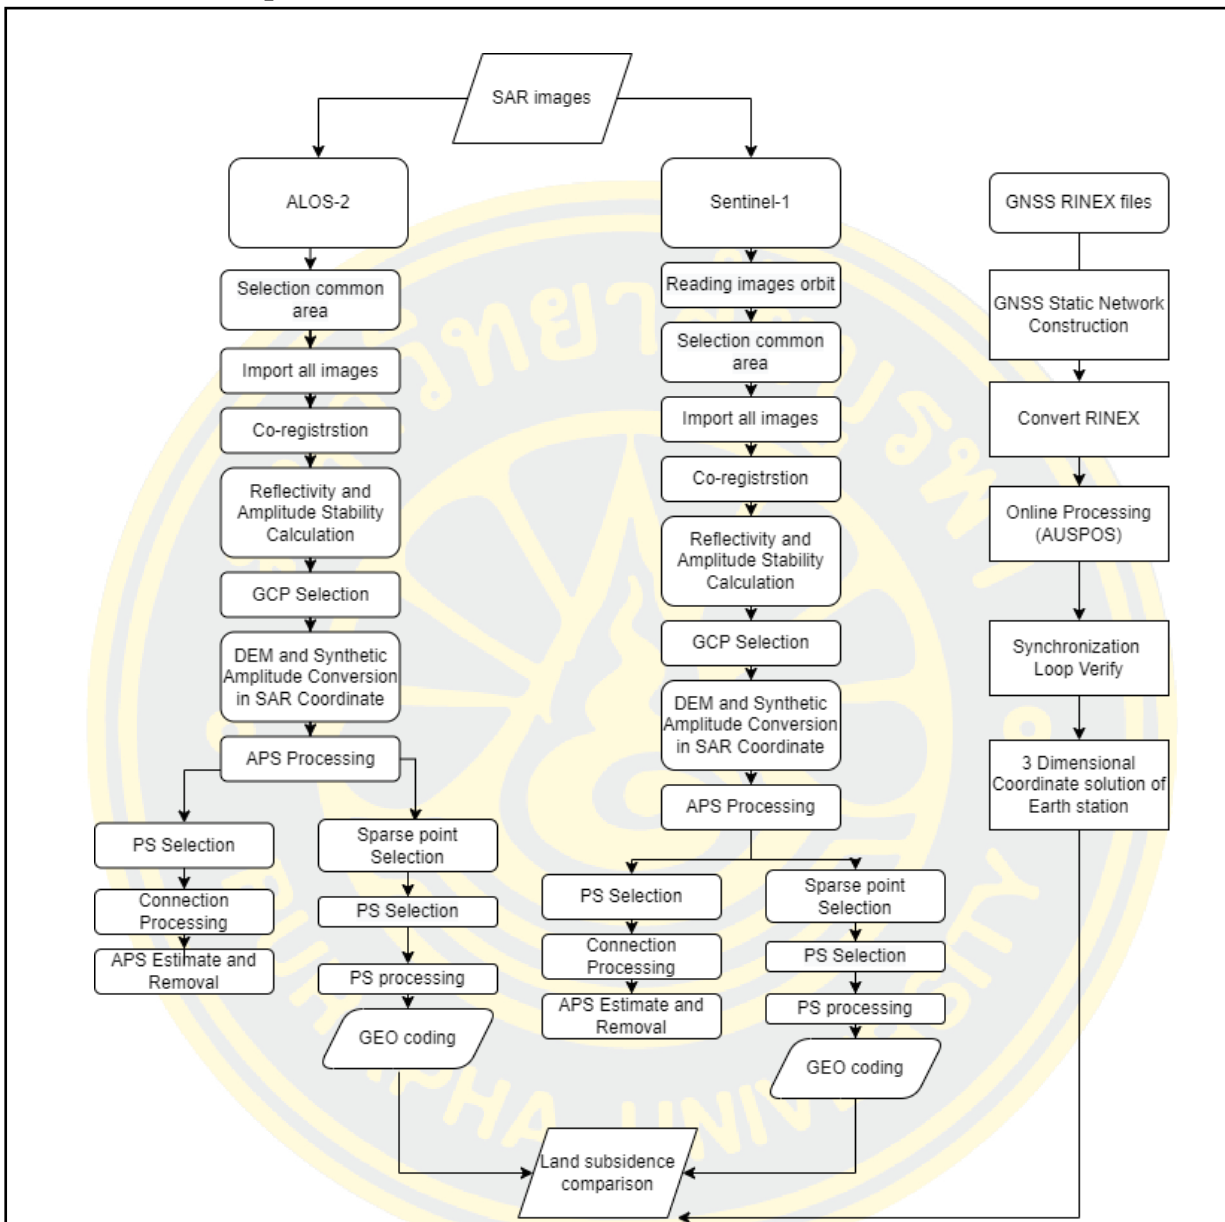 SAR images
ALOS-2
Selection common
area
Import all images
Co-registrstion
Reflectivity and
Amplitude Stability
Calculation
GCP Selection
DEM and Synthetic
Amplitude Conversion
in SAR Coordinate
APS Processing
PS Selection
Connection
Processing
APS Estimate and
Removal
Sparse point
Selection
PS Selection
PS processing
GEO coding
Sentinel-1
Reading images orbit
Selection common
area
Import all images
Co-registrstion
Reflectivity and
Amplitude Stability
Calculation
GCP Selection
DEM and Synthetic
Amplitude Conversion
in SAR Coordinate
APS Processing
PS Selection
Connection
Processing
APS Estimate and
Removal
Sparse point
Selection
PS Selection
PS processing
GEO coding
GNSS RINEX files
GNSS Static Network
Construction
Convert RINEX
Online Processing
(AUSPOS)
Synchronization
Loop Verify
3 Dimensional
Coordinate solution of
Earth station
Land subsidence
comparison
UNIVERSITY